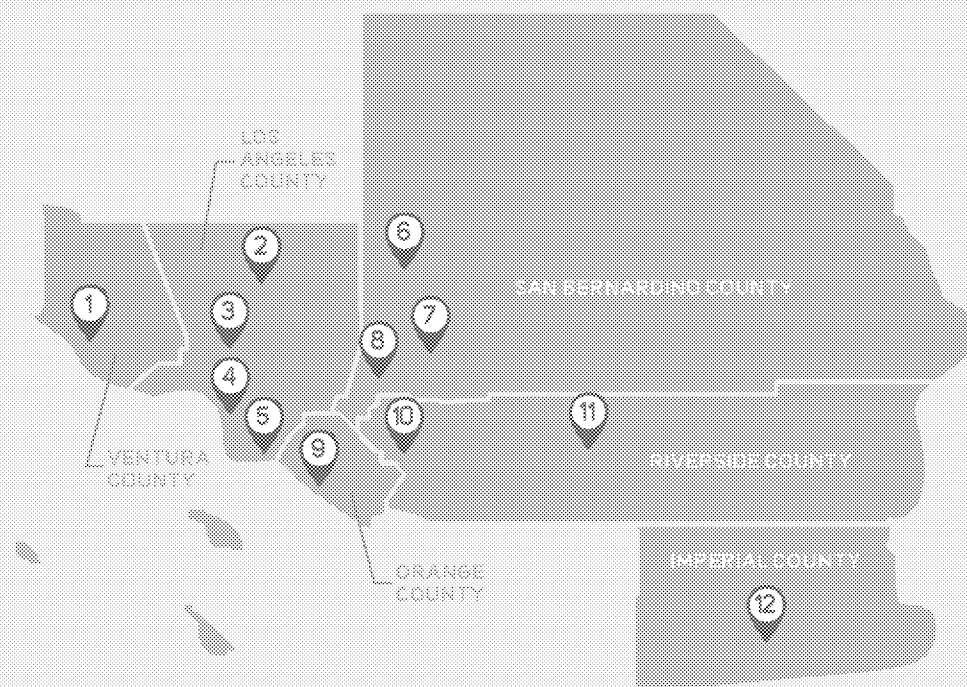 LOS
ANGELES
COUNTY
2
6
SAN BERNARDINO COUNTY
1
3
7
8
4
5
10
11
9
VENTURA
COUNTY
RIVERSIDE COUNTY
ORANGE
COUNTY
IMPERIAL COUNTY
12